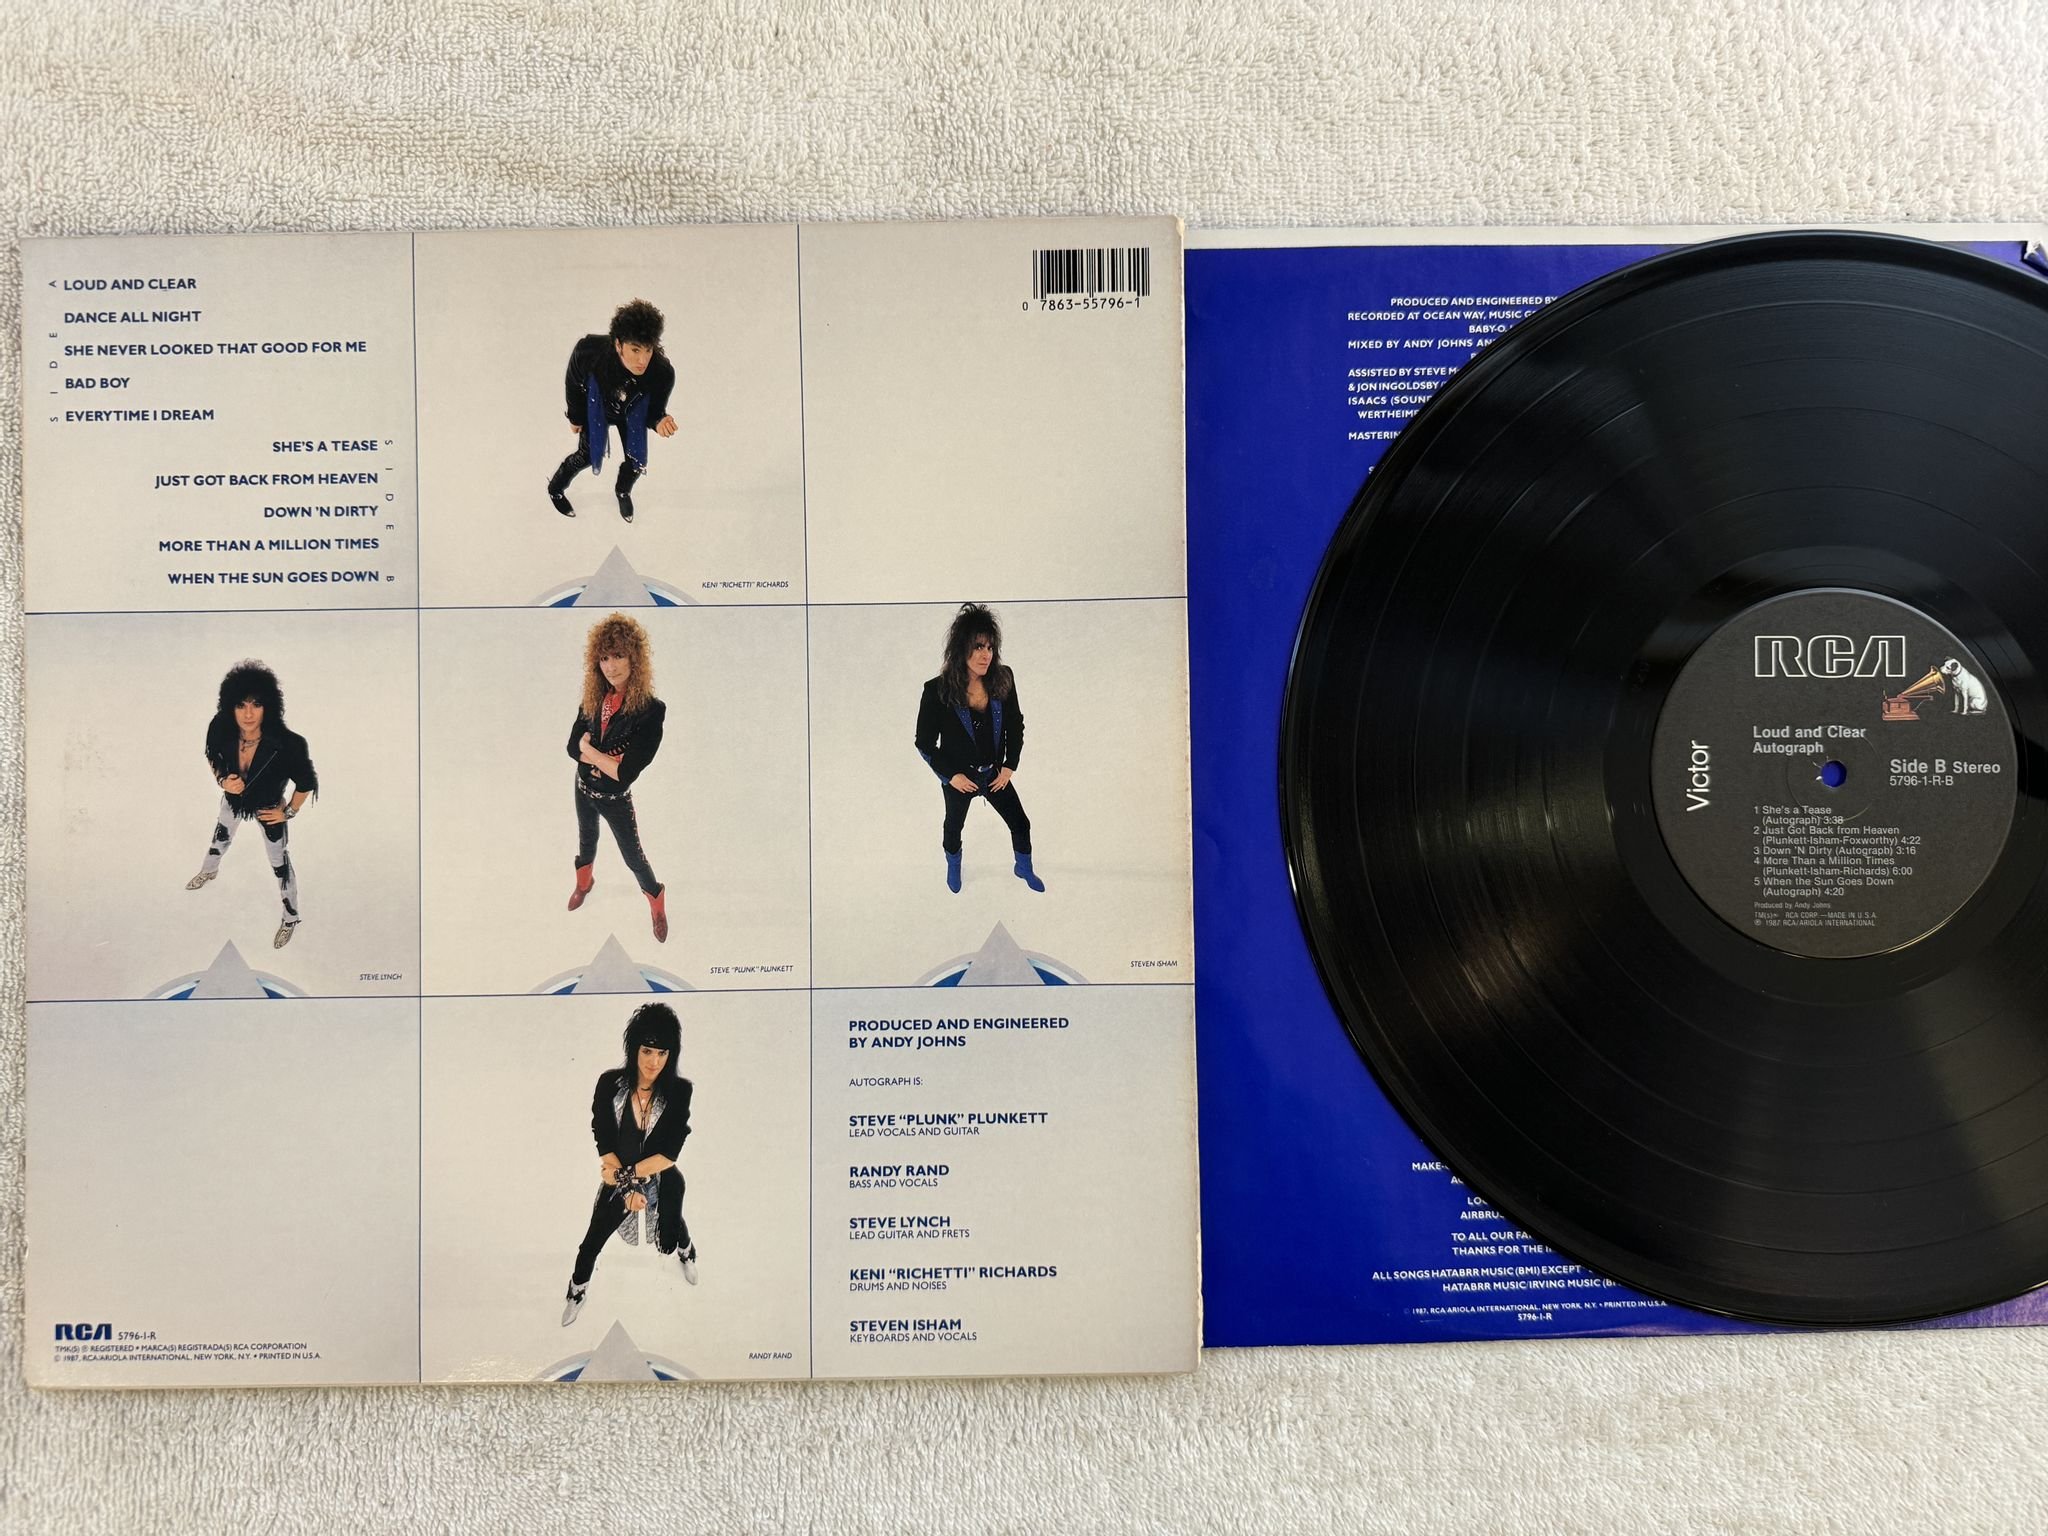 SIDE A
LOUD AND CLEAR
DANCE ALL NIGHT
SHE NEVER LOOKED THAT GOOD FOR ME
BAD BOY
EVERYTIME I DREAM
SIDE B
SHE'S A TEASE
JUST GOT BACK FROM HEAVEN
DOWN 'N DIRTY
MORE THAN A MILLION TIMES
WHEN THE SUN GOES DOWN
KENI "RICHETTI" RICHARDS
0 7863-55796-1
STEVE LYNCH
STEVE "PLUNK" PLUNKETT
STEVEN ISHAM
RANDY RAND
PRODUCED AND ENGINEERED
BY ANDY JOHNS
AUTOGRAPH IS:
STEVE "PLUNK" PLUNKETT
LEAD VOCALS AND GUITAR
RANDY RAND
BASS AND VOCALS
STEVE LYNCH
LEAD GUITAR AND FRETS
KENI "RICHETTI" RICHARDS
DRUMS AND NOISES
STEVEN ISHAM
KEYBOARDS AND VOCALS
RCA 5796-1-R
TMK(S) ® REGISTERED • MARCA(S) REGISTRADA(S) RCA CORPORATION
© 1987, RCA/ARIOLA INTERNATIONAL, NEW YORK, N.Y. • PRINTED IN U.S.A.
PRODUCED AND ENGINEERED BY
RECORDED AT OCEAN WAY, MUSIC
BABY-O,
MIXED BY ANDY JOHNS
ASSISTED BY STEVE
& JON INGOLDSBY
ISAACS
TO ALL OUR
THANKS FOR THE
ALL SONGS HATABRR MUSIC (BMI) EXCEPT
HATABRR MUSIC/IRVING MUSIC
© 1987, RCA/ARIOLA INTERNATIONAL, NEW YORK, N.Y. • PRINTED IN U.S.A.
5796-1-R
RCA
Victor
Loud and Clear
Autograph
Side B Stereo
5796-1-R-B
1 She's a Tease
(Autograph) 3:38
2 Just Got Back from Heaven
(Plunkett-Isham-Foxworthy) 4:22
3 Down 'N Dirty (Autograph) 3:16
4 More Than a Million Times
(Plunkett-Isham-Richards) 6:00
5 When the Sun Goes Down
(Autograph) 4:20
Produced by Andy Johns
TM(s)® RCA CORP.—MADE IN U.S.A.
℗ 1987 RCA/ARIOLA INTERNATIONAL